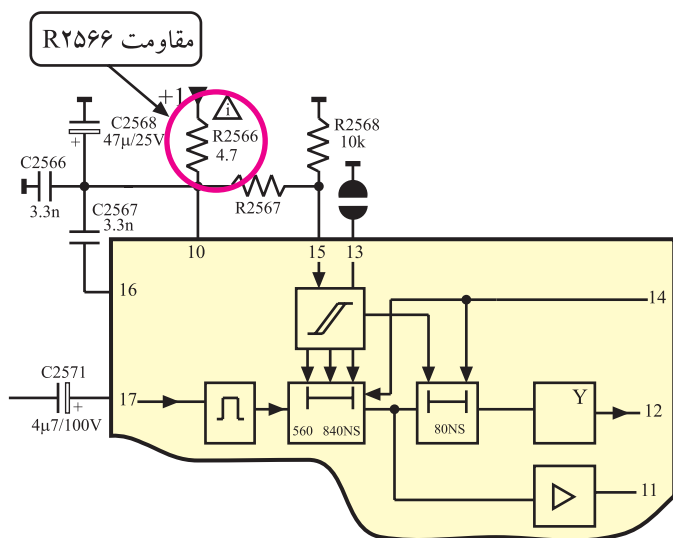 مقاومت R۲۵۶۶
+1
i
C2568
47µ/25V
+
R2566
4.7
R2568
10k
C2566
3.3n
C2567
3.3n
R2567
10
15
13
16
14
C2571
+
4µ7/100V
17
560 840NS
80NS
Y
12
11